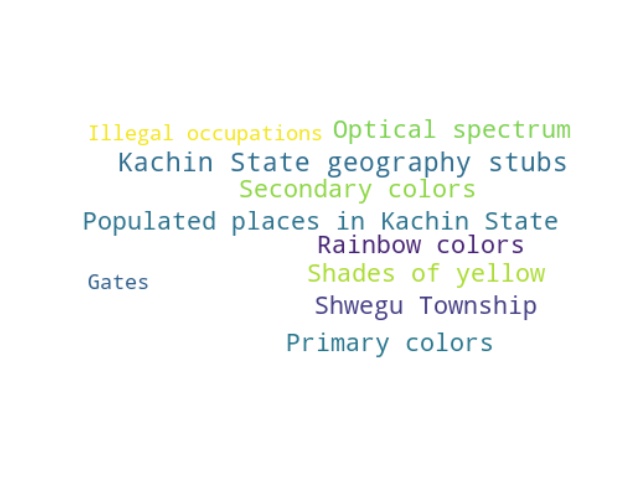 Illegal occupations Optical spectrum
Kachin State geography stubs
Secondary colors
Populated places in Kachin State
Rainbow colors
Shades of yellow
Gates
Shwegu Township
Primary colors